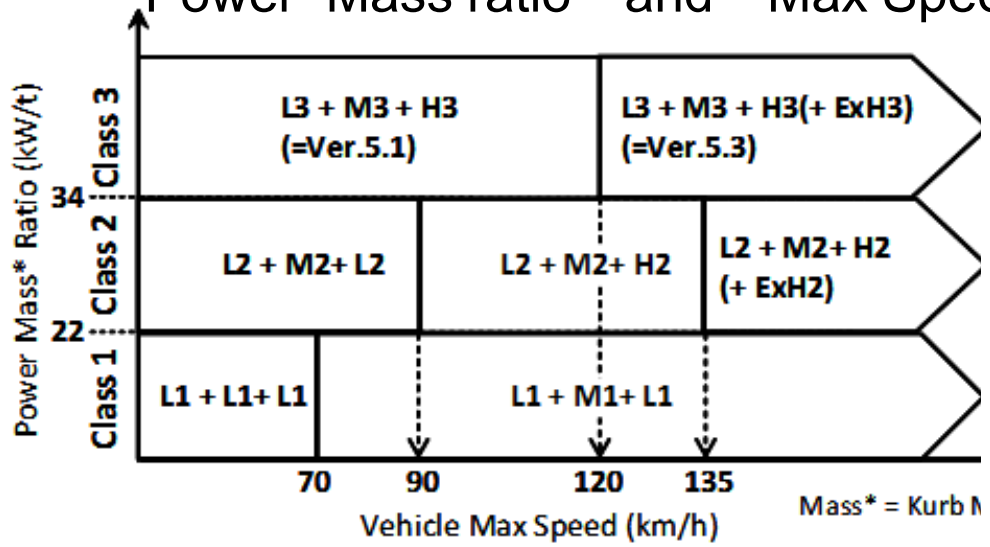 Power Mass ratio and Max
Power Mass* Ratio (kW/t)
Class 3
L3 + M3 + H3
(=Ver.5.1)
L3 + M3 + H3(+ ExH3)
(=Ver.5.3)
34
Class 2
L2 + M2+ L2
L2 + M2+ H2
L2 + M2+ H2
(+ ExH2)
22
Class 1
L1 + L1+ L1
L1 + M1+ L1
70 90 120 135
Vehicle Max Speed (km/h)
Mass* = Kurb